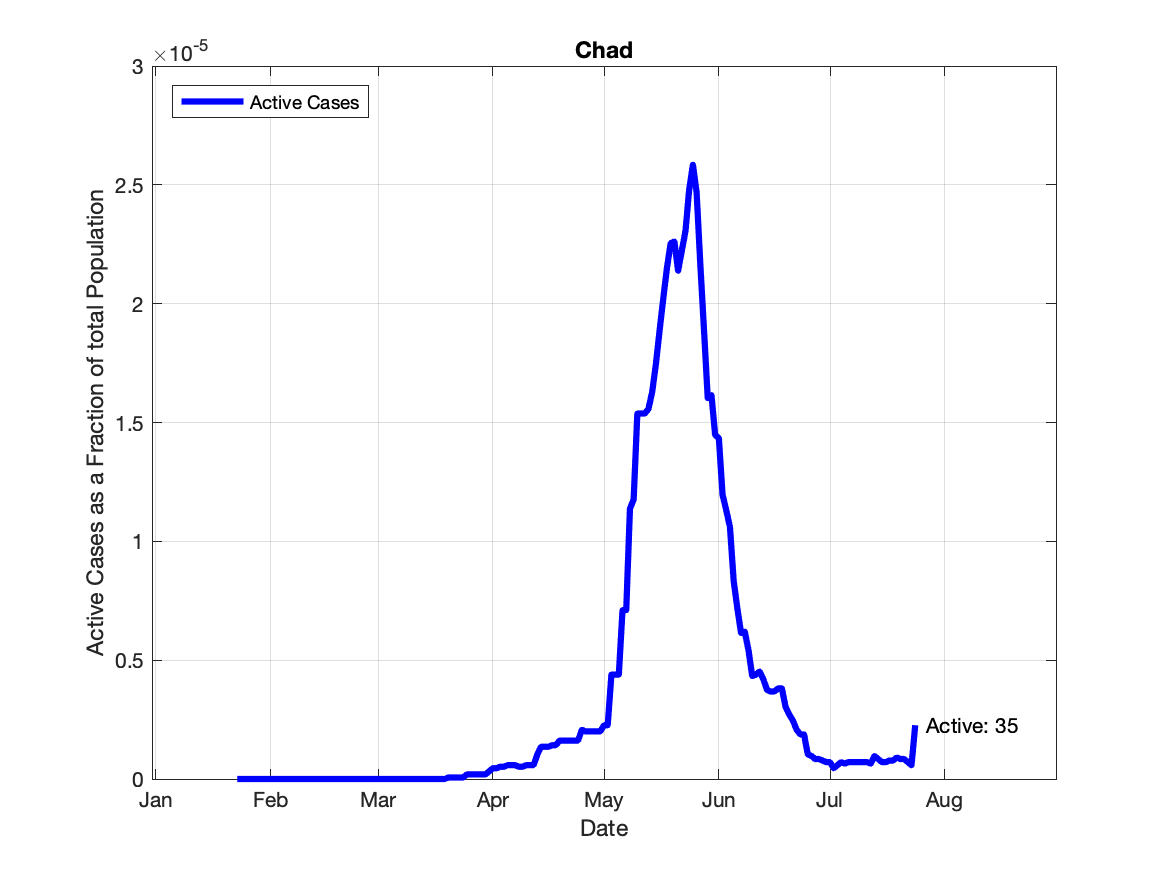 Chad
×10-5
3
2.5
2
1.5
1
0.5
0
Active Cases as a Fraction of total Population
Active Cases
Active: 35
Jan Feb Mar Apr May Jun Jul Aug
Date